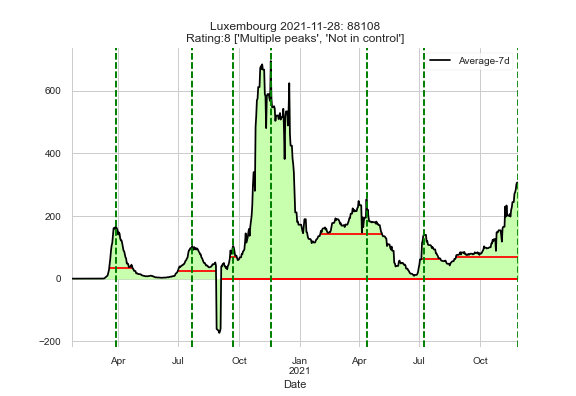 Luxembourg 2021-11-28: 88108
Rating:8 ['Multiple peaks', 'Not in control']
Average-7d
600
400
200
0
−200
Apr Jul Oct Jan Apr Jul Oct
2021
Date